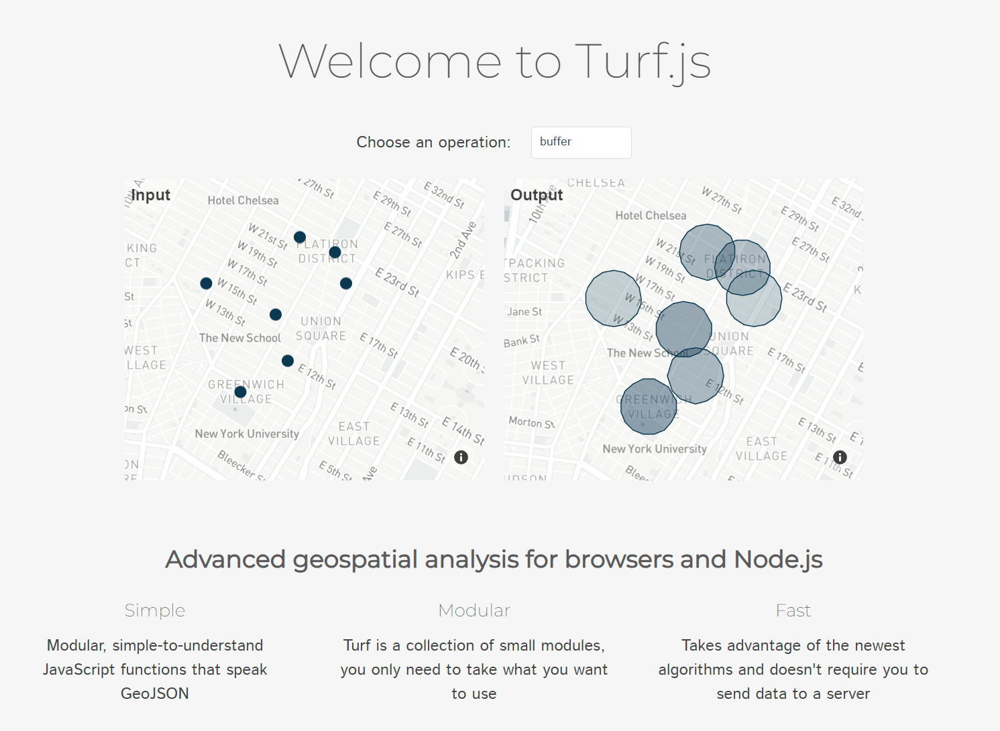 Welcome to Turf.js
Choose an operation:
buffer
Input
Hotel Chelsea
27th St
E 29th St
E 32nd St
W 21st St
FLATIRON
DISTRICT
E 27th St
2nd Ave
KING
CT
W 19th St
W 17th St
KIPS
W 15th St
E 23rd St
St
W 13th St
St
UNION
SQUARE
The New School
E 17th St
WEST
VILLAGE
E 20th
E 12th St
GREENWICH
VILLAGE
on St
E 13th St
E 14th St
New York University
EAST
VILLAGE
E 11th St
Bleecker
E 5th St
Ave
ON
Output
CHELSEA
10th Ave
W 27th St
E 32nd
Hotel Chelsea
E 29th St
E 27th St
W 21st St
FLATIRON
DISTRICT
TPACKING
STRICT
W 19th St
W 17th St
E 23rd St
K
W 15th St
Jane St
W 13th St
Bank St
UNION
SQUARE
The New School
E 17th St
WEST
VILLAGE
E 12th St
GREENWICH
VILLAGE
Morton St
E 13th St
New York University
EAST
VILLAGE
E 11th St
Blee
UDSON
Advanced geospatial analysis for browsers and Node.js
Simple
Modular, simple-to-understand
JavaScript functions that speak
GeoJSON
Modular
Turf is a collection of small modules,
you only need to take what you want
to use
Fast
Takes advantage of the newest
algorithms and doesn't require you to
send data to a server